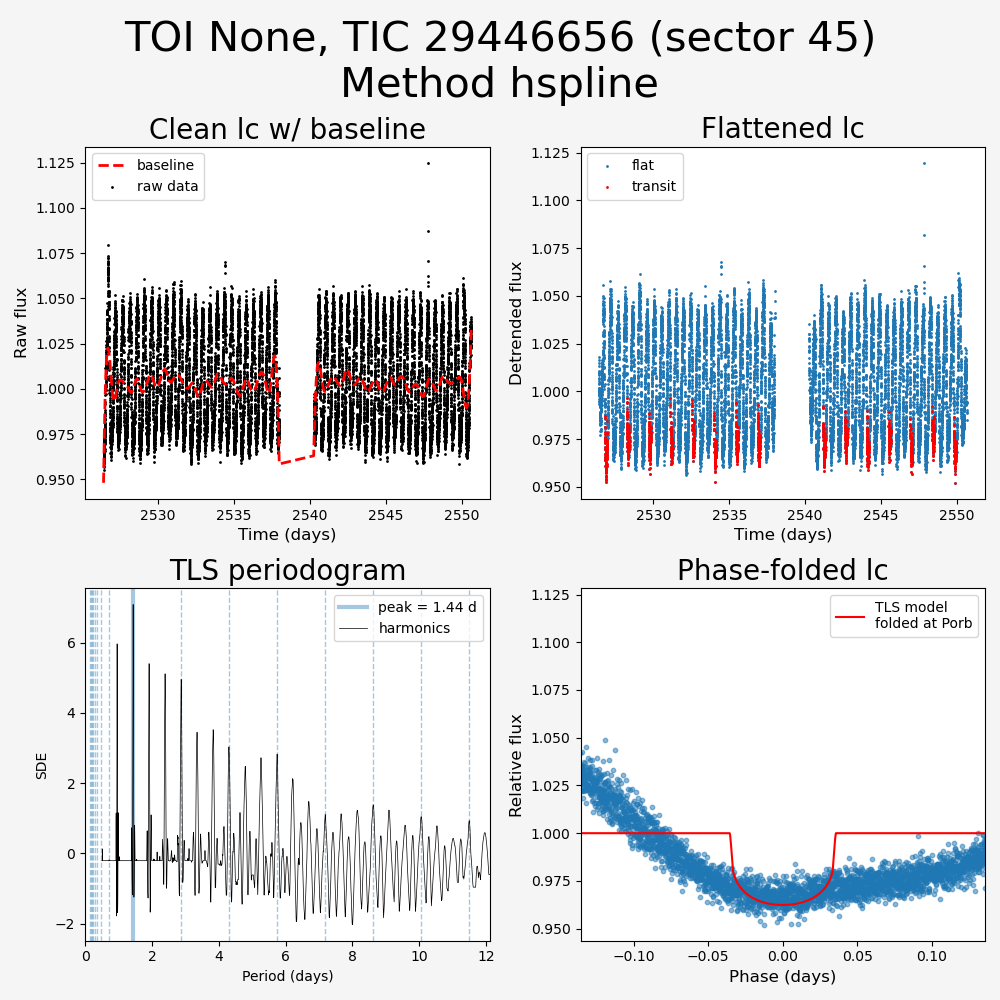 TOI None, TIC 29446656 (sector 45)
Method hspline
Clean lc w/ baseline
baseline
raw data
1.125
1.100
1.075
1.050
1.025
1.000
0.975
0.950
Raw flux
2530
2535
2540
2545
2550
Time (days)
Flattened lc
flat
transit
1.125
1.100
1.075
1.050
1.025
1.000
0.975
0.950
Detrended flux
2530
2535
2540
2545
2550
Time (days)
TLS periodogram
peak = 1.44 d
harmonics
6
4
2
0
−2
SDE
0
2
4
6
8
10
12
Period (days)
Phase-folded lc
TLS model
folded at Porb
1.125
1.100
1.075
1.050
1.025
1.000
0.975
0.950
Relative flux
−0.10
−0.05
0.00
0.05
0.10
Phase (days)